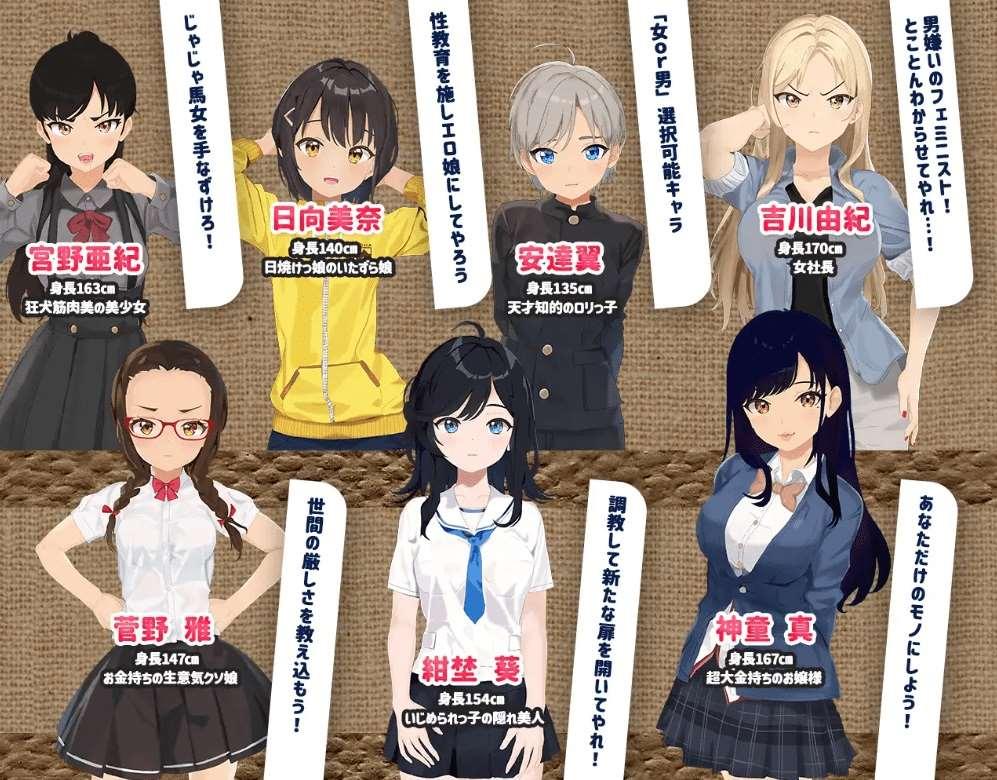 じゃじゃ馬女を手なずけろ！
宮野亜紀
身長163㎝
狂犬筋肉美の美少女
性教育を施しエロ娘にしてやろう
日向美奈
身長140㎝
日焼けっ娘のいたずら娘
「女or男」選択可能キャラ
安達翼
身長135㎝
天才知的のロリっ子
男嫌いのフェミニスト！
とことんわからせてやれ…！
吉川由紀
身長170㎝
女社長
世間の厳しさを教え込もう！
菅野 雅
身長147㎝
お金持ちの生意気クソ娘
調教して新たな扉を開いてやれ！
紺埜 葵
身長154㎝
いじめられっ子の隠れ美人
あなただけのモノにしよう！
神童 真
身長167㎝
超大金持ちのお嬢様